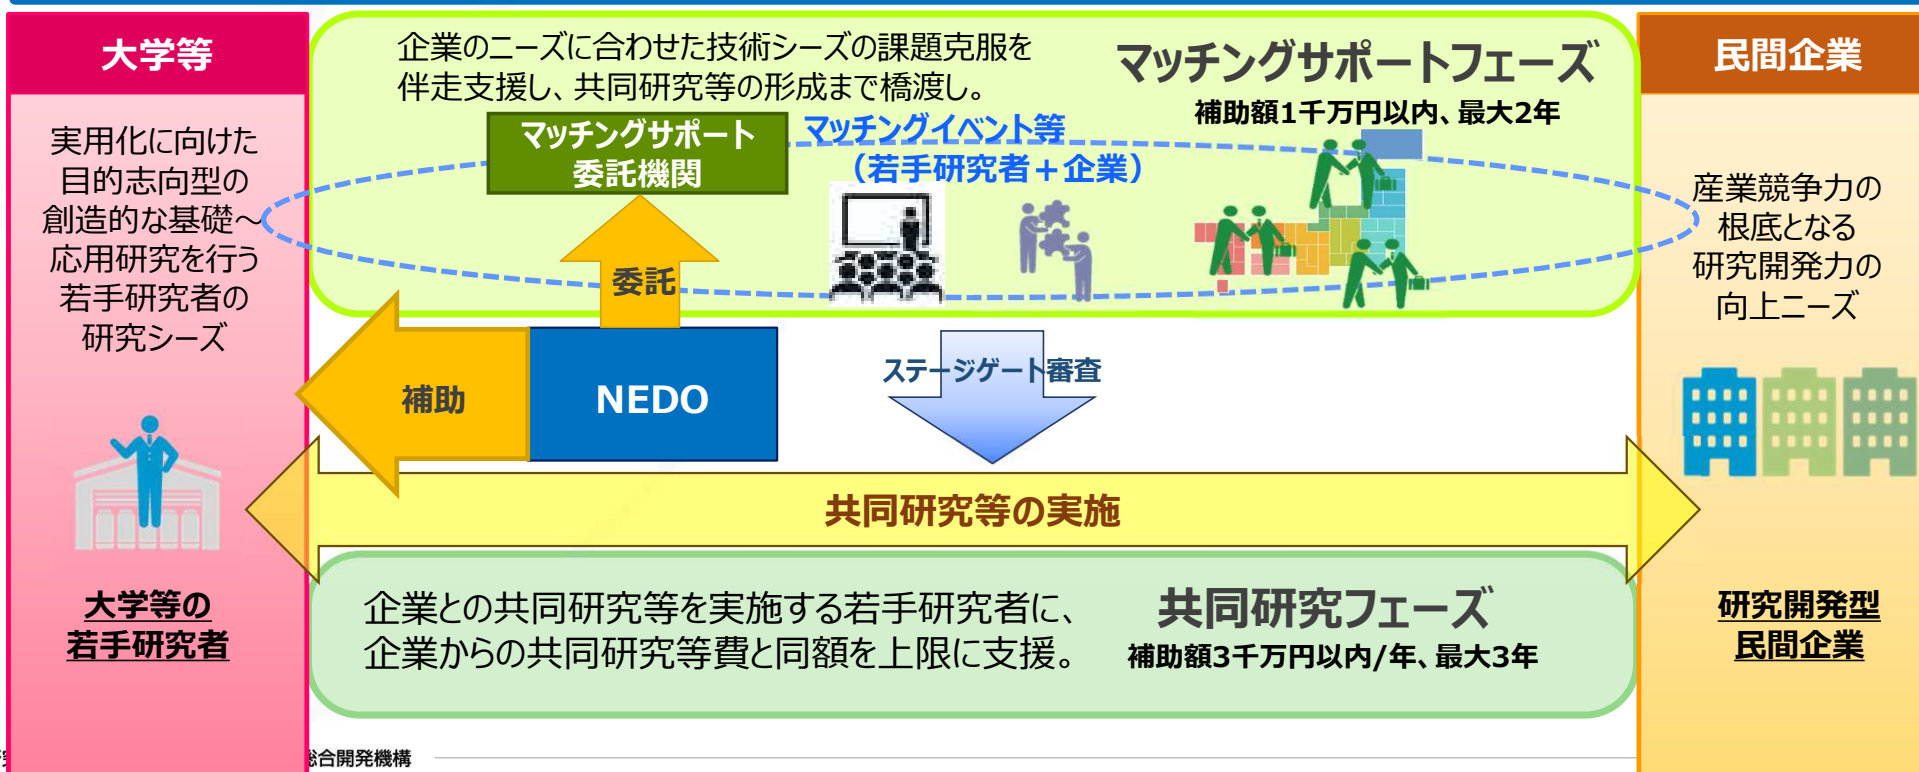 大学等
実用化に向けた
目的志向型の
創造的な基礎～
応用研究を行う
若手研究者の
研究シーズ
大学等の
若手研究者
企業のニーズに合わせた技術シーズの課題克服を
伴走支援し、共同研究等の形成まで橋渡し。
マッチングサポートフェーズ
補助額1千万円以内、最大2年
マッチングサポート
委託機関
マッチングイベント等
（若手研究者＋企業）
委託
補助
NEDO
ステージゲート審査
共同研究等の実施
企業との共同研究等を実施する若手研究者に、
企業からの共同研究等費と同額を上限に支援。
共同研究フェーズ
補助額3千万円以内/年、最大3年
民間企業
産業競争力の
根底となる
研究開発力の
向上ニーズ
研究開発型
民間企業
総合開発機構